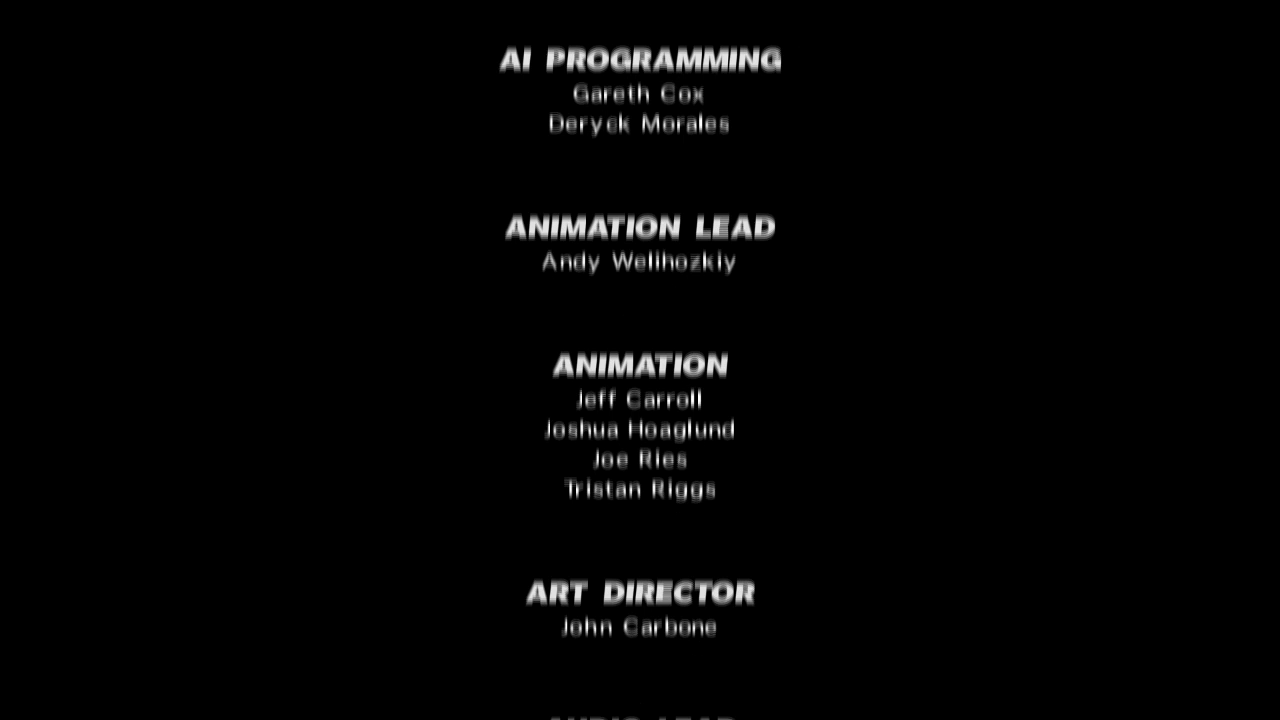 AI PROGRAMMING
Gareth Cox
Deryck Morales
ANIMATION LEAD
Andy Welihozkiy
ANIMATION
Jeff Carroll
Joshua Hoaglund
Joe Ries
Tristan Riggs
ART DIRECTOR
John Carbone